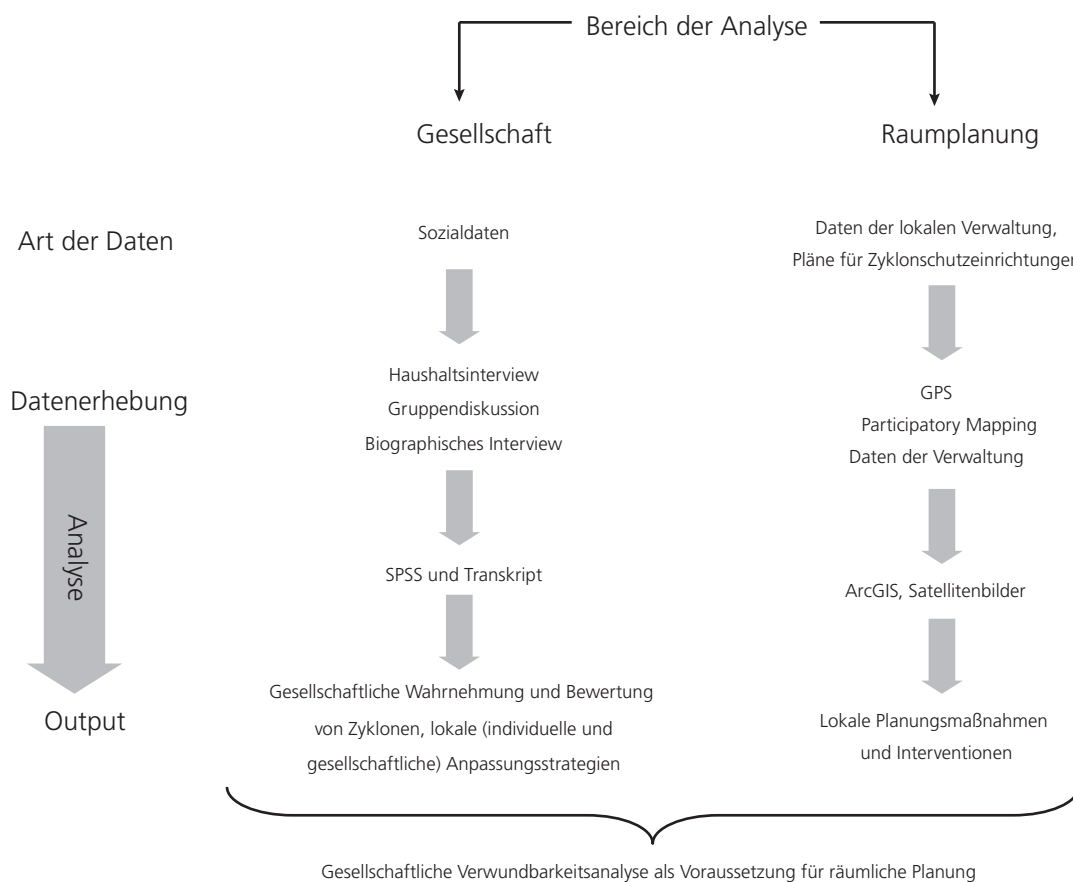 Bereich der Analyse
Gesellschaft
Raumplanung
Art der Daten
Sozialdaten
Daten der lokalen Verwaltung,
Pläne für Zyklonschutzeinrichtungen
Datenerhebung
Haushaltsinterview
Gruppendiskussion
Biographisches Interview
GPS
Participatory Mapping
Daten der Verwaltung
Analyse
SPSS und Transkript
ArcGIS, Satellitenbilder
Output
Gesellschaftliche Wahrnehmung und Bewertung
von Zyklonen, lokale (individuelle und
gesellschaftliche) Anpassungsstrategien
Lokale Planungsmaßnahmen
und Interventionen
Gesellschaftliche Verwundbarkeitsanalyse als Voraussetzung für räumliche Planung